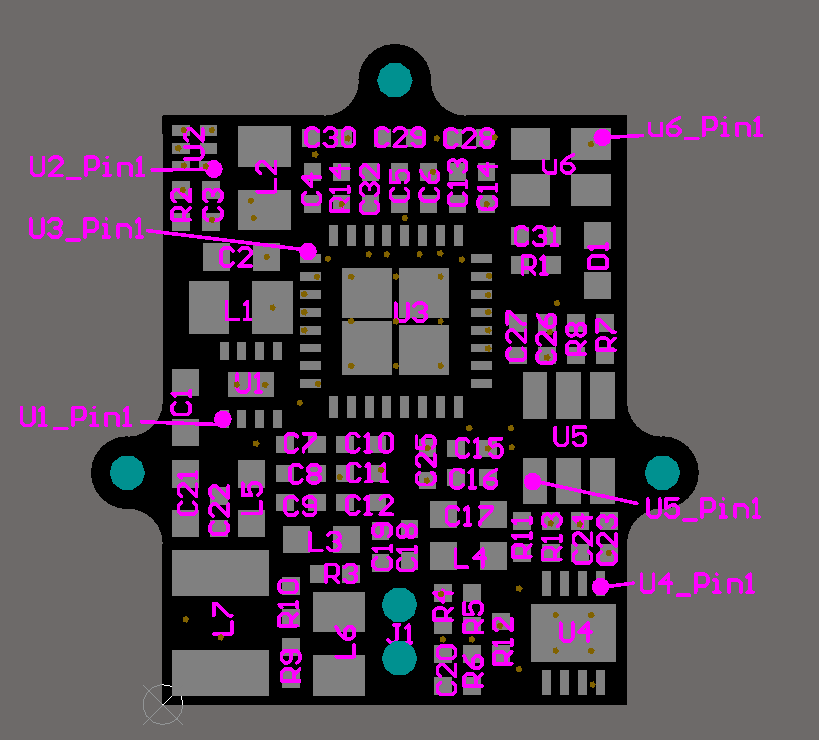 U2
C30
C29
C28
u6_Pin1
U2_Pin1
L2
C4
R14
C32
C5
C6
C13
C14
u6
R2
C3
U3_Pin1
C31
R1
D1
C2
L1
U3
C27
C26
R8
R7
U1
C1
U1_Pin1
U5
C7
C10
C25
C15
C8
C11
C16
C21
C22
L5
C9
C12
C17
U5_Pin1
L3
C19
C18
L4
R11
R13
C24
C23
R3
U4_Pin1
R10
L7
L6
J1
R4
R5
R12
U4
R9
C20
R6